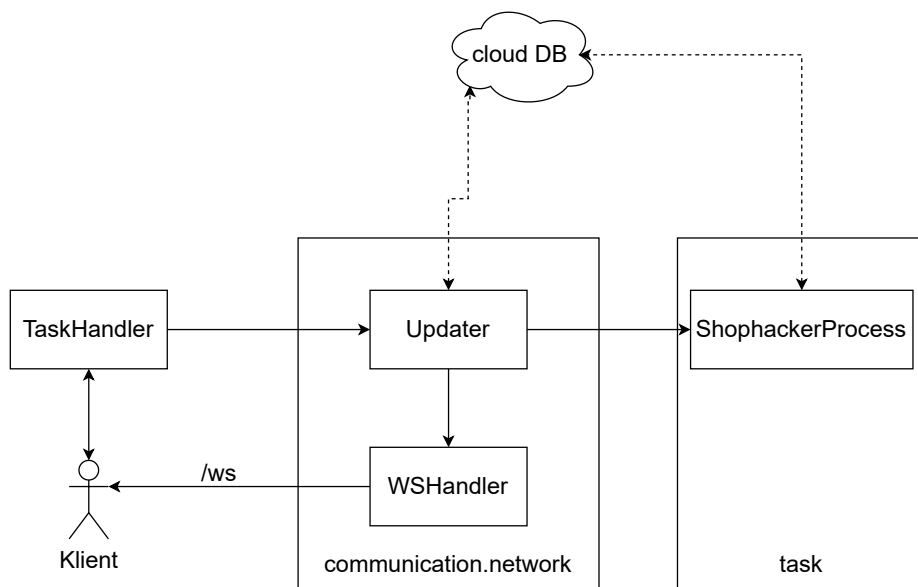 cloud DB
TaskHandler
Updater
ShophackerProcess
/ws
WSHandler
Klient
communication.network
task